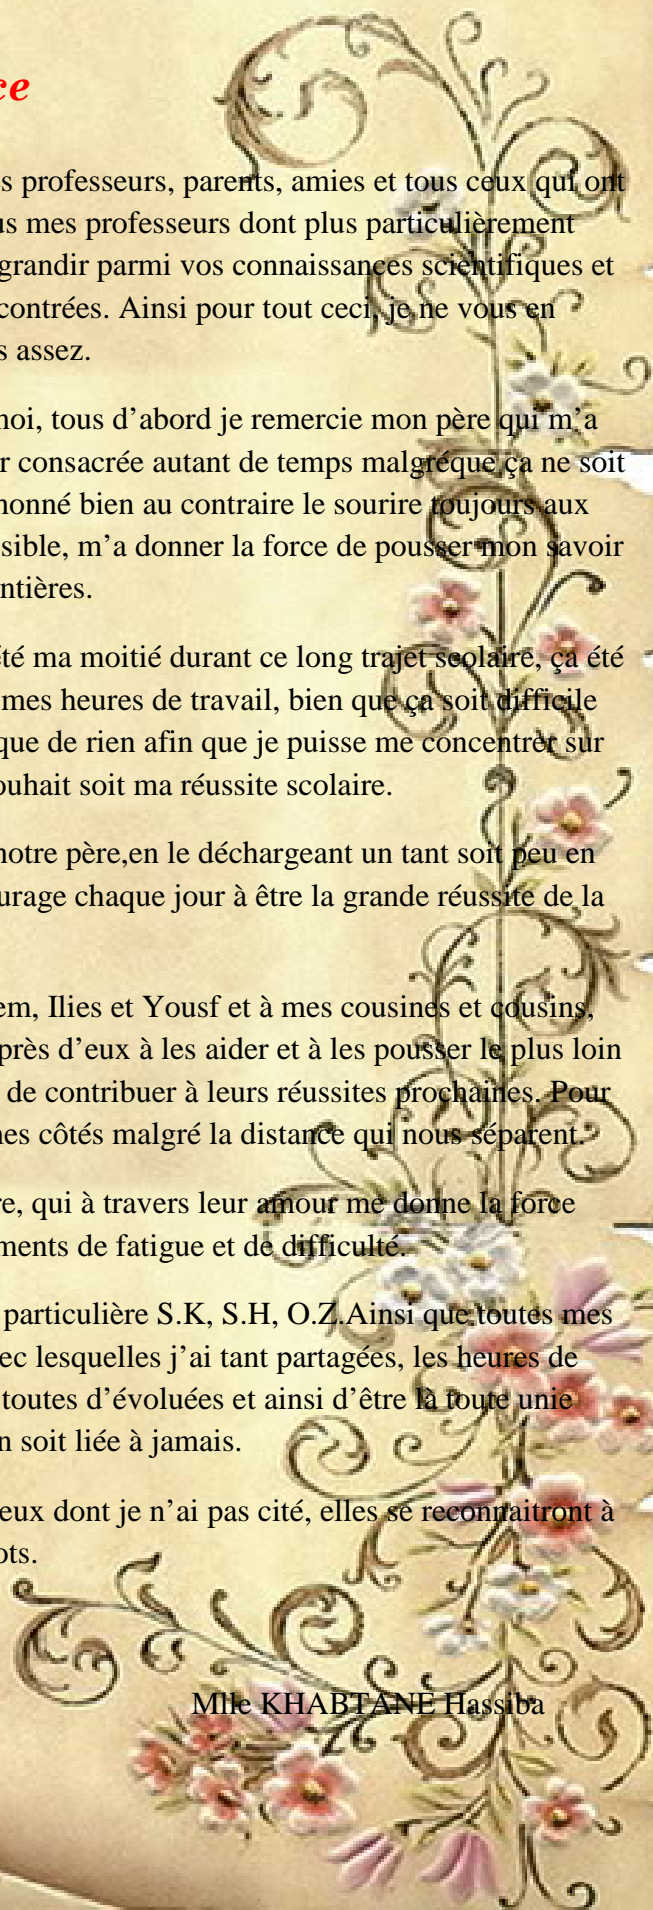 ce
s professeurs, parents, amies et tous ceux qui ont
us mes professeurs dont plus particulièrement
grandir parmi vos connaissances scientifiques et
contrées. Ainsi pour tout ceci, je ne vous en
s assez.
moi, tous d’abord je remercie mon père qui m’a
r consacrée autant de temps malgréque ça ne soit
nonné bien au contraire le sourire toujours aux
sible, m’a donner la force de pousser mon savoir
ntières.
été ma moitié durant ce long trajet scolaire, ça été
mes heures de travail, bien que ça soit difficile
que de rien afin que je puisse me concentrer sur
ouhait soit ma réussite scolaire.
notre père,en le déchargeant un tant soit peu en
urage chaque jour à être la grande réussite de la
em, Ilies et Yousf et à mes cousines et cousins,
près d’eux à les aider et à les pousser le plus loin
de contribuer à leurs réussites prochaines. Pour
nes côtés malgré la distance qui nous séparent.
re, qui à travers leur amour me donne la force
ments de fatigue et de difficulté.
particulière S.K, S.H, O.Z.Ainsi que toutes mes
ec lesquelles j’ai tant partagées, les heures de
toutes d’évoluées et ainsi d’être là toute unie
n soit liée à jamais.
eux dont je n’ai pas cité, elles se reconnaitront à
ots.
Mlle KHABTANE Hassiba